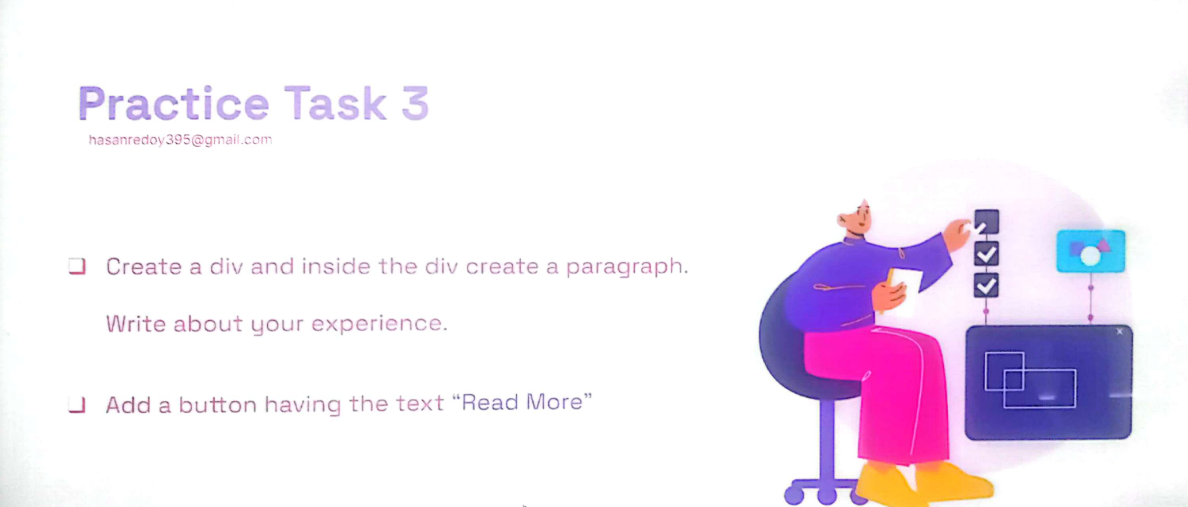 Practice Task 3
hasanredoy395@gmail.com
Create a div and inside the div create a paragraph.
Write about your experience.
Add a button having the text “Read More”